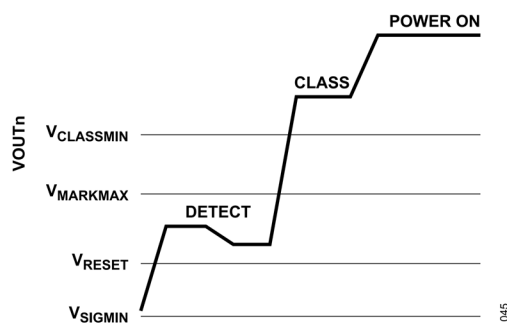 POWER ON
CLASS
VOUTn
VCLASSMIN
VMARKMAX
DETECT
VRESET
VSIGMIN
045